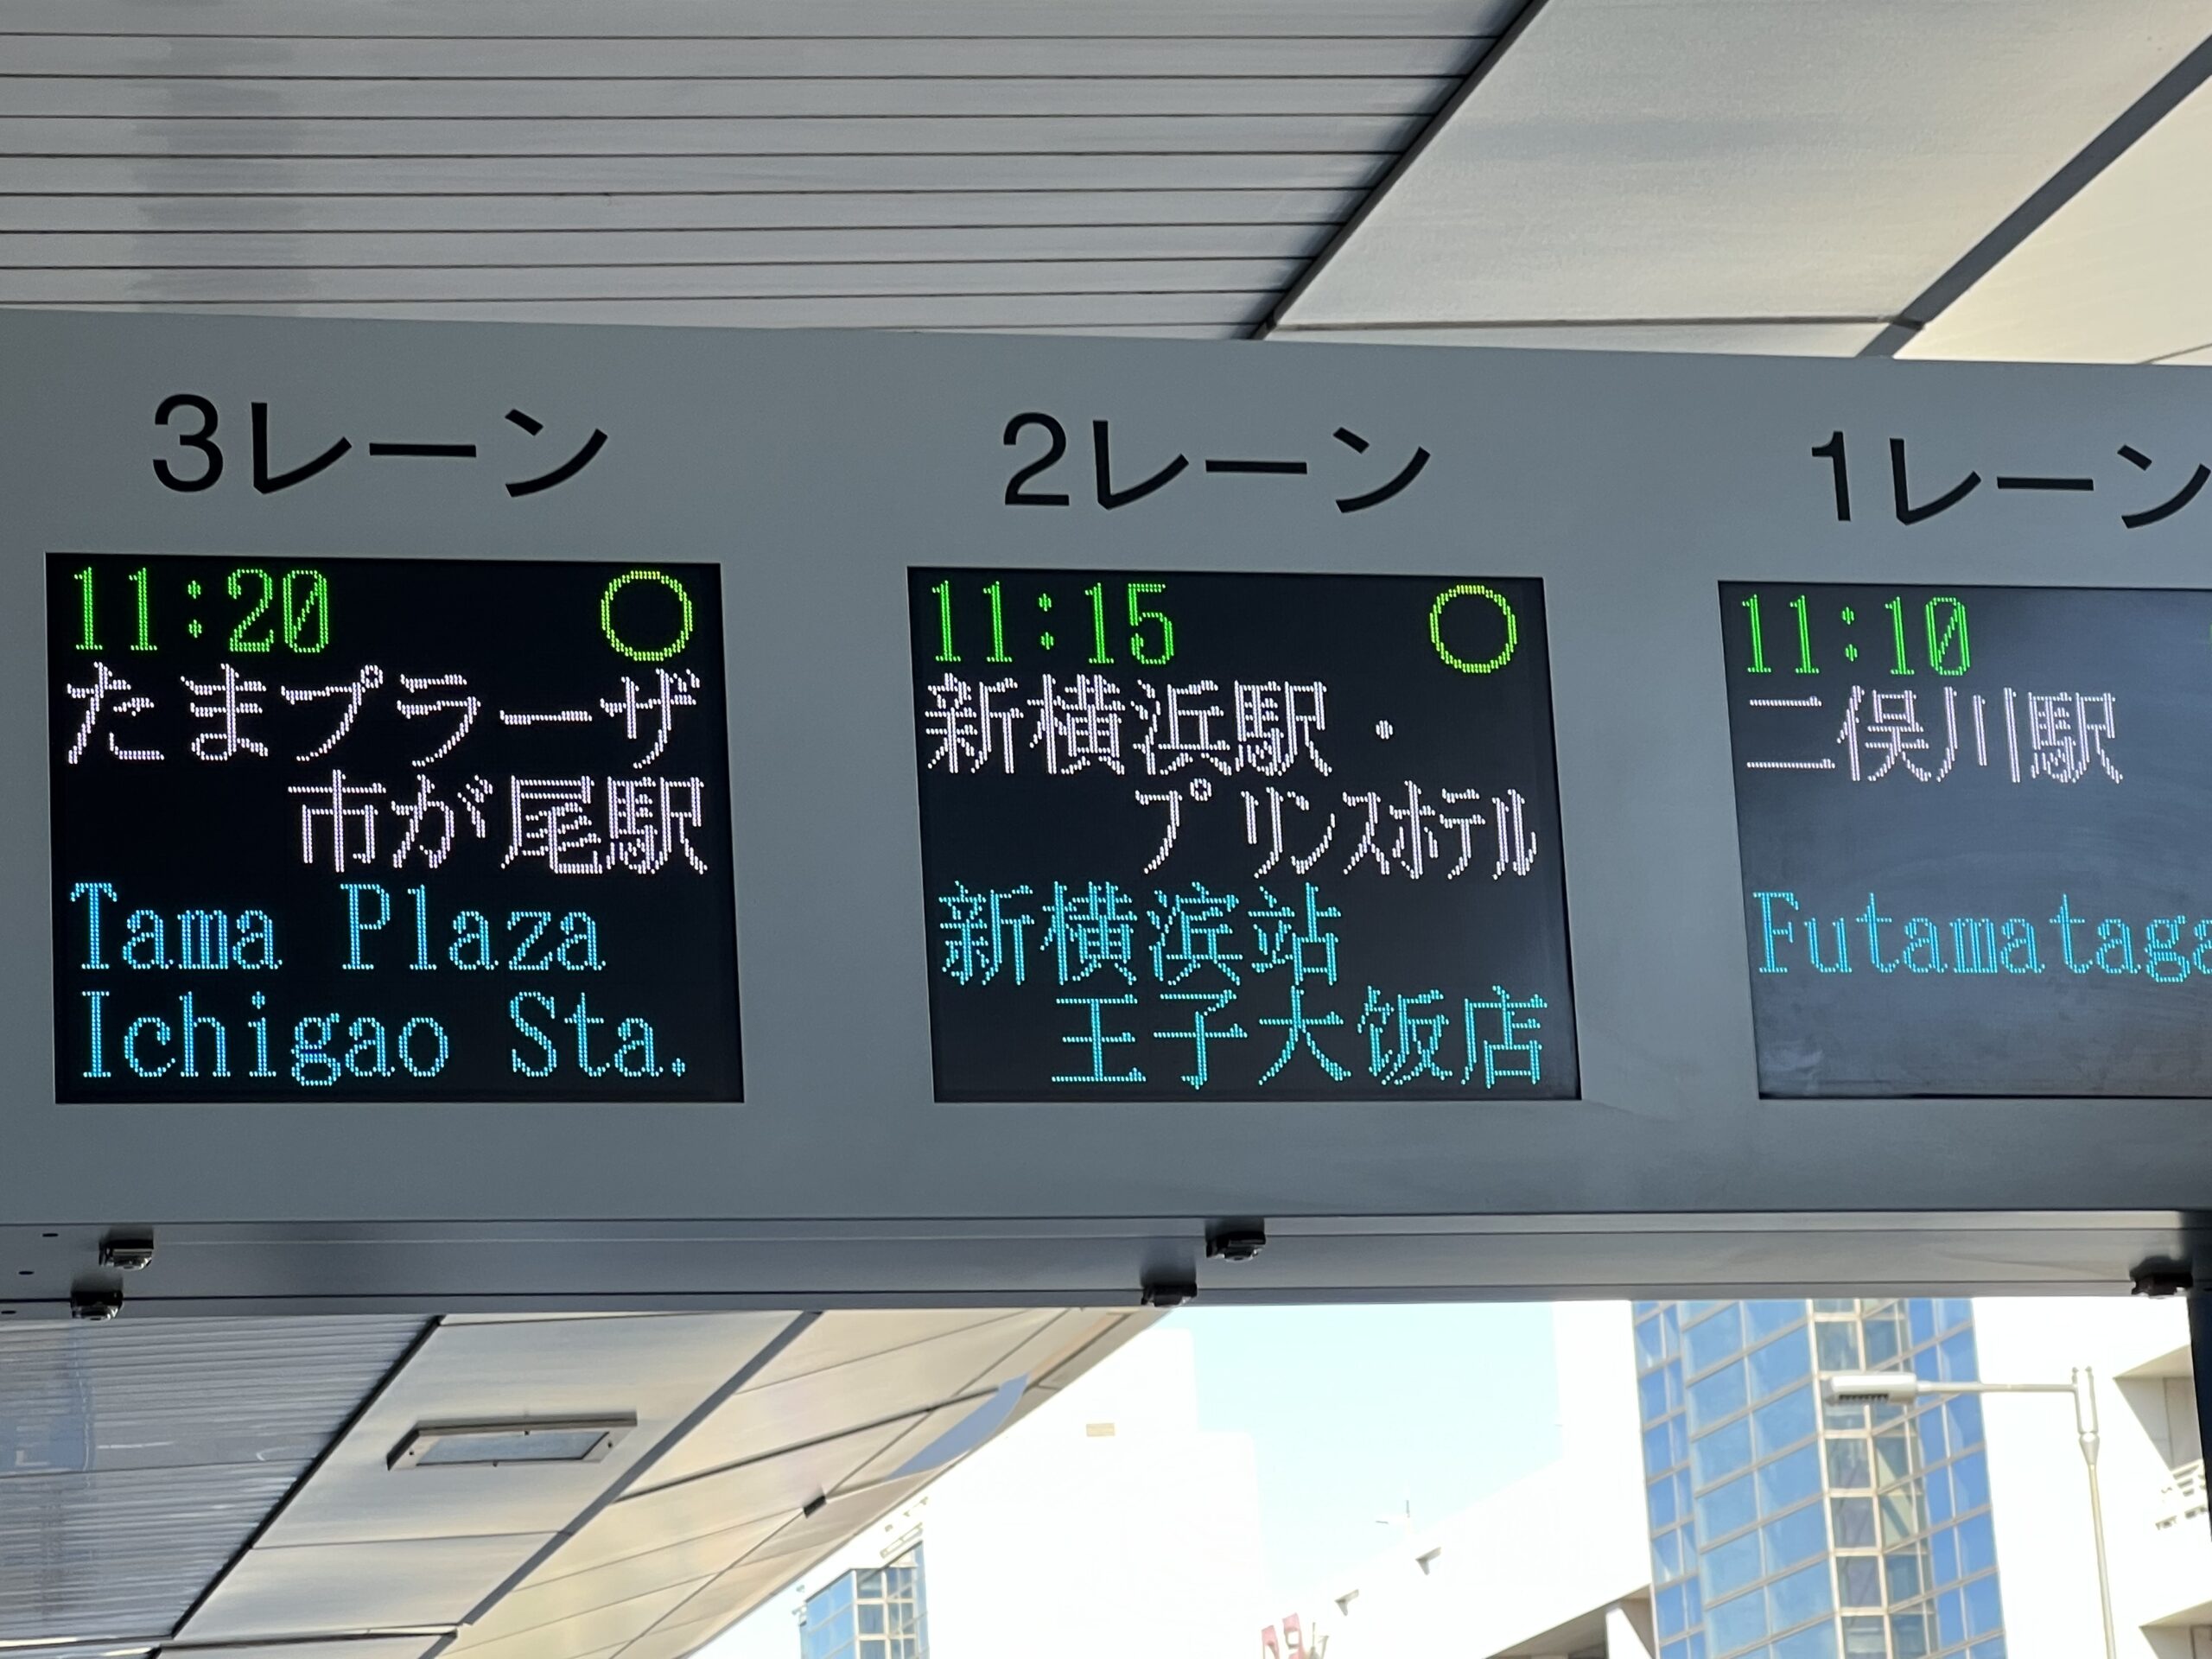 3レーン
11:20 ○
たまプラーザ
市が尾駅
Tama Plaza
Ichigao Sta.
2レーン
11:15 ○
新横浜駅・
プリンスホテル
新横滨站
王子大饭店
1レーン
11:10
二俣川駅
Futamataga